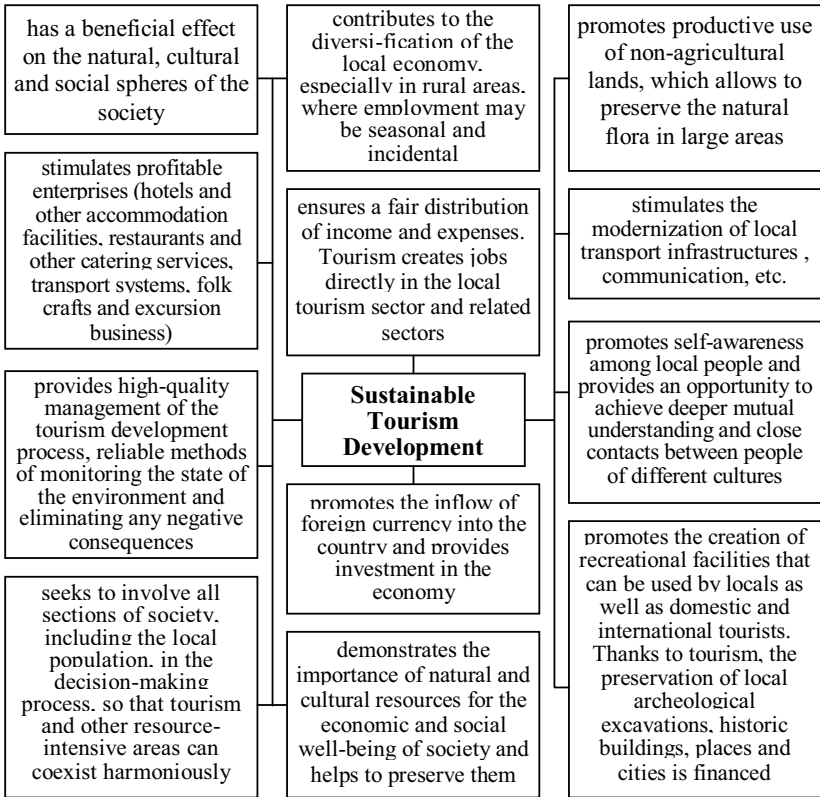 has a beneficial effect
on the natural, cultural
and social spheres of the
society
stimulates profitable
enterprises (hotels and
other accommodation
facilities, restaurants and
other catering services,
transport systems, folk
crafts and excursion
business)
provides high-quality
management of the
tourism development
process, reliable methods
of monitoring the state of
the environment and
eliminating any negative
consequences
seeks to involve all
sections of society,
including the local
population, in the
decision-making
process, so that tourism
and other resource-
intensive areas can
coexist harmoniously
contributes to the
diversi-fication of the
local economy,
especially in rural areas,
where employment may
be seasonal and
incidental
ensures a fair distribution
of income and expenses.
Tourism creates jobs
directly in the local
tourism sector and related
sectors
Sustainable
Tourism
Development
promotes the inflow of
foreign currency into the
country and provides
investment in the
economy
demonstrates the
importance of natural and
cultural resources for the
economic and social
well-being of society and
helps to preserve them
promotes productive use
of non-agricultural
lands, which allows to
preserve the natural
flora in large areas
stimulates the
modernization of local
transport infrastructures ,
communication, etc.
promotes self-awareness
among local people and
provides an opportunity to
achieve deeper mutual
understanding and close
contacts between people
of different cultures
promotes the creation of
recreational facilities that
can be used by locals as
well as domestic and
international tourists.
Thanks to tourism, the
preservation of local
archeological
excavations, historic
buildings, places and
cities is financed